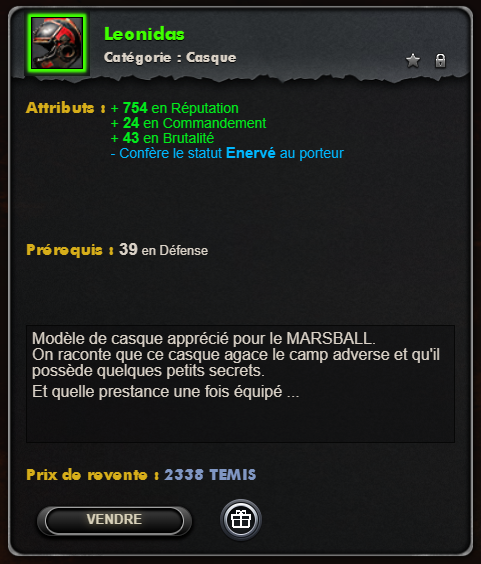 Leonidas
Catégorie : Casque
Attributs : + 754 en Réputation
+ 24 en Commandement
+ 43 en Brutalité
- Confère le statut Enervé au porteur
Prérequis : 39 en Défense
Modèle de casque apprécié pour le MARSBALL.
On raconte que ce casque agace le camp adverse et qu'il
possède quelques petits secrets.
Et quelle prestance une fois équipé ...
Prix de revente : 2338 TEMIS
VENDRE